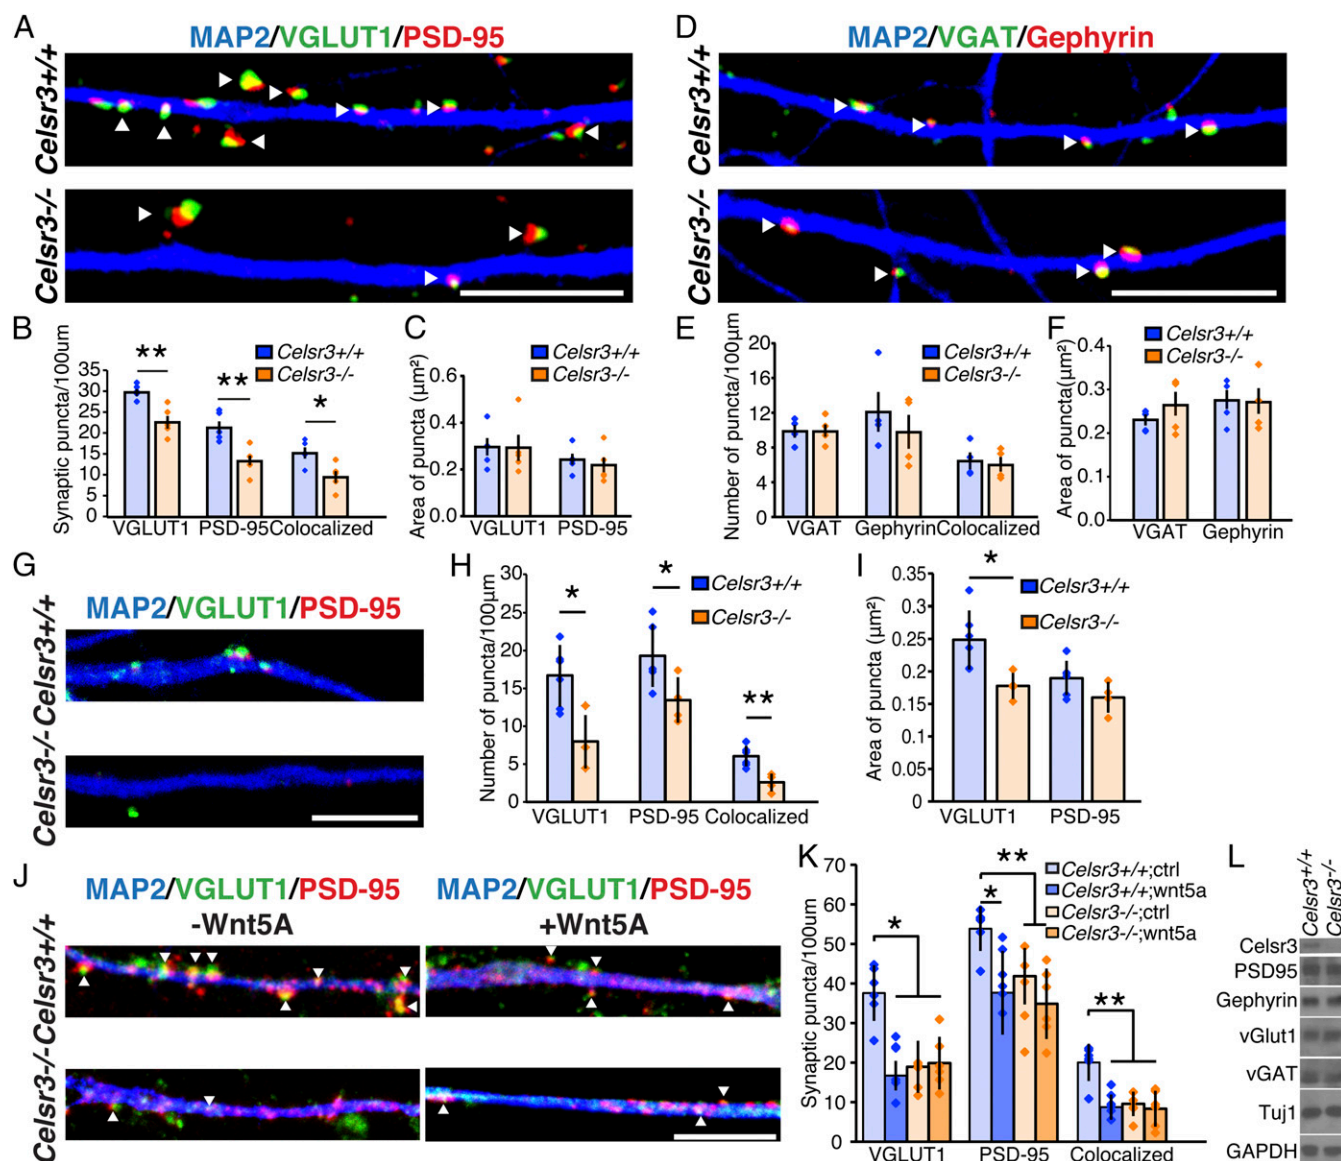 A
MAP2/VGLUT1/PSD-95
Celsr3+/+
Celsr3-/-
D
MAP2/VGAT/Gephyrin
B
Synaptic puncta/100um
35
30
25
20
15
10
5
0
**
**
*
Celsr3+/+
Celsr3-/-
VGLUT1
PSD-95
Colocalized
C
Area of puncta (µm²)
0.6
0.4
0.2
0.0
Celsr3+/+
Celsr3-/-
VGLUT1
PSD-95
E
Number of puncta/100µm
20
16
12
8
4
0
Celsr3+/+
Celsr3-/-
VGAT
Gephyrin
Colocalized
F
Area of puncta(µm²)
0.4
0.3
0.2
0.1
0.0
Celsr3+/+
Celsr3-/-
VGAT
Gephyrin
G
MAP2/VGLUT1/PSD-95
Celsr3-/-Celsr3+/+
H
Number of puncta/100µm
30
25
20
15
10
5
0
*
*
**
Celsr3+/+
Celsr3-/-
VGLUT1
PSD-95
Colocalized
I
Area of puncta (µm²)
0.35
0.3
0.25
0.2
0.15
0.1
0.05
0
*
Celsr3+/+
Celsr3-/-
VGLUT1
PSD-95
J
MAP2/VGLUT1/PSD-95
-Wnt5A
MAP2/VGLUT1/PSD-95
+Wnt5A
Celsr3-/-Celsr3+/+
K
Synaptic puncta/100um
70
60
50
40
30
20
10
0
*
*
**
**
Celsr3+/+;ctrl
Celsr3+/+;wnt5a
Celsr3-/-;ctrl
Celsr3-/-;wnt5a
VGLUT1
PSD-95
Colocalized
L
Celsr3+/+
Celsr3-/-
Celsr3
PSD95
Gephyrin
vGlut1
vGAT
Tuj1
GAPDH